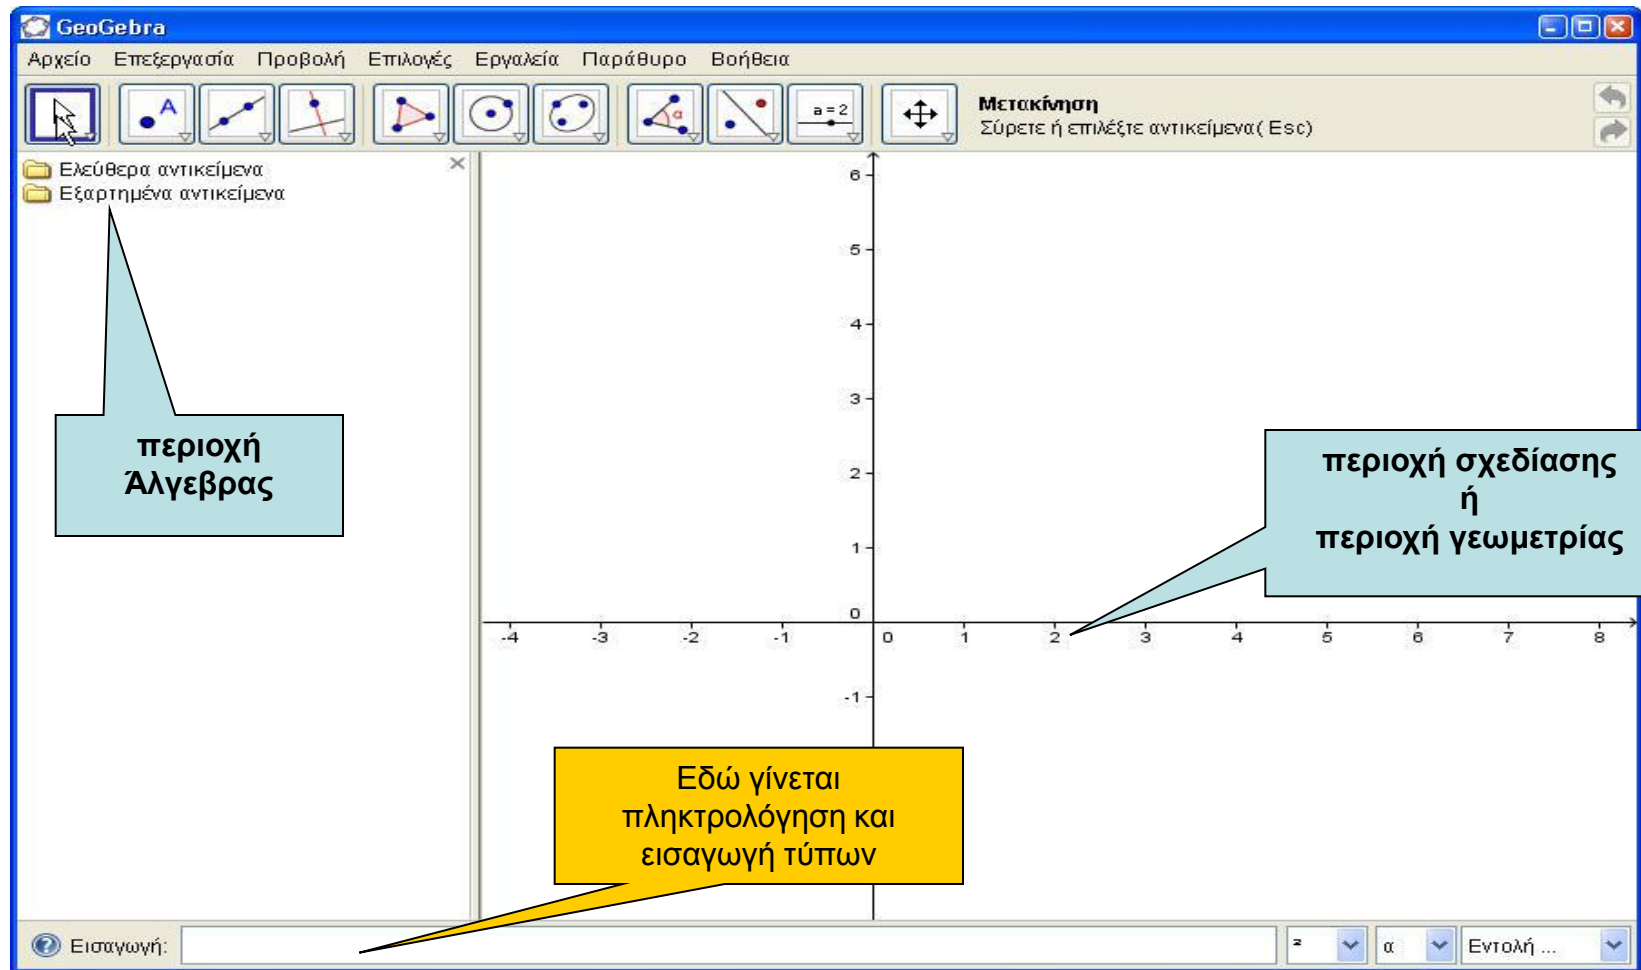 GeoGebra
Αρχείο Επεξεργασία Προβολή Επιλογές Εργαλεία Παράθυρο Βοήθεια
A
α
a = 2
Μετακίνηση
Σύρετε ή επιλέξτε αντικείμενα( Esc)
Ελεύθερα αντικείμενα
Εξαρτημένα αντικείμενα
6
5
4
3
2
1
0
-4 -3 -2 -1 0 1 2 3 4 5 6 7 8
-1
περιοχή
Άλγεβρας
περιοχή σχεδίασης
ή
περιοχή γεωμετρίας
Εδώ γίνεται
πληκτρολόγηση και
εισαγωγή τύπων
Εισαγωγή:
² α Εντολή ...